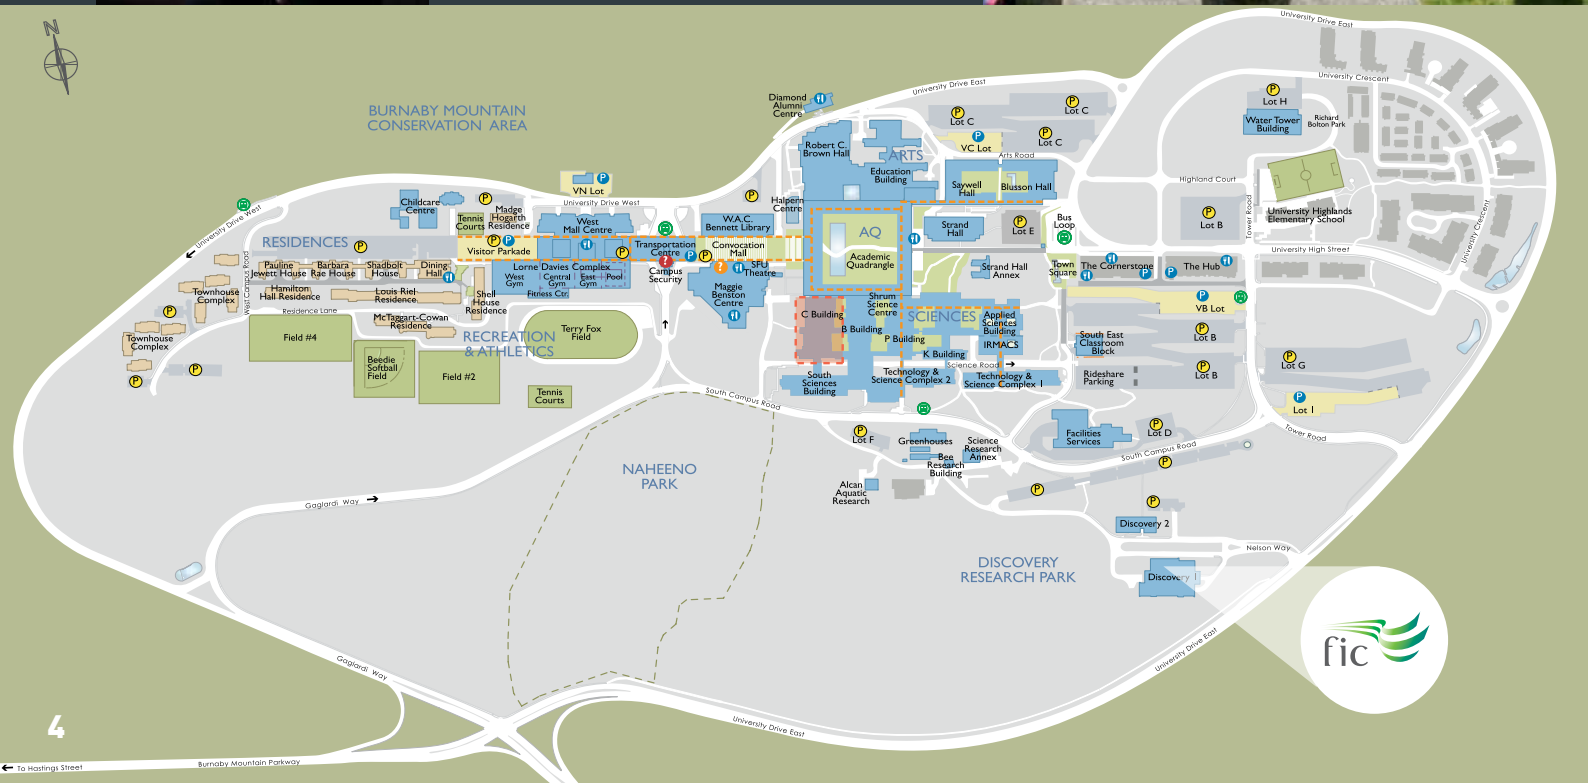 N
BURNABY MOUNTAIN
CONSERVATION AREA
University Drive East
University Drive East
University Crescent
Diamond
Alumni
Centre
P
Lot C
P
Lot C
P
Lot C
P
VC Lot
Arts Road
P
Lot H
Water Tower
Building
Richard
Bolton Park
Robert C.
Brown Hall
ARTS
Education
Building
Saywell
Hall
Blusson Hall
Highland Court
Tower Road
University Highlands
Elementary School
University High Street
University Crescent
P
Lot B
University Drive West
P
VN Lot
University Drive West
Childcare
Centre
P
Tennis
Courts
Madge
Hogarth
Residence
West
Mall Centre
P
W.A.C.
Bennett Library
Halpern
Centre
RESIDENCES
P
P
P
Visitor Parkade
P
Transportation
Centre
P
P
Convocation
Mall
AQ
Academic
Quadrangle
Strand
Hall
P
Lot E
Bus
Loop
Campus
Security
SFU
Theatre
Maggie
Benston
Centre
Strand Hall
Annex
Town
Square
The Cornerstone
P
P
The Hub
West Campus Road
Pauline
Jewett House
Barbara
Rae House
Shadbolt
House
Dining
Hall
Lorne Davies Complex
West
Gym
Central
Gym
East
Gym
Pool
Fitness Ctr.
Townhouse
Complex
Hamilton
Hall Residence
Louis Riel
Residence
Shell
House
Residence
Residence Lane
McTaggart-Cowan
Residence
P
Townhouse
Complex
P
P
Field #4
Beedie
Softball
Field
Field #2
RECREATION
& ATHLETICS
Terry Fox
Field
Tennis
Courts
Shrum
Science
Centre
C Building
B Building
SCIENCES
P Building
K Building
Applied
Sciences
Building
IRMACS
Science Road
South
Sciences
Building
Technology &
Science Complex 2
Technology &
Science Complex 1
South East
Classroom
Block
Rideshare
Parking
P
VB Lot
P
Lot B
P
Lot B
P
Lot G
P
Lot 1
Tower Road
South Campus Road
P
Lot F
Greenhouses
Bee
Research
Building
Science
Research
Annex
Alcan
Aquatic
Research
Facilities
Services
P
Lot D
South Campus Road
P
P
P
NAHEENO
PARK
Gaglardi Way
DISCOVERY
RESEARCH PARK
Discovery 2
Nelson Way
Discovery 1
fic
University Drive East
Gaglardi Way
University Drive East
4
To Hastings Street
Burnaby Mountain Parkway